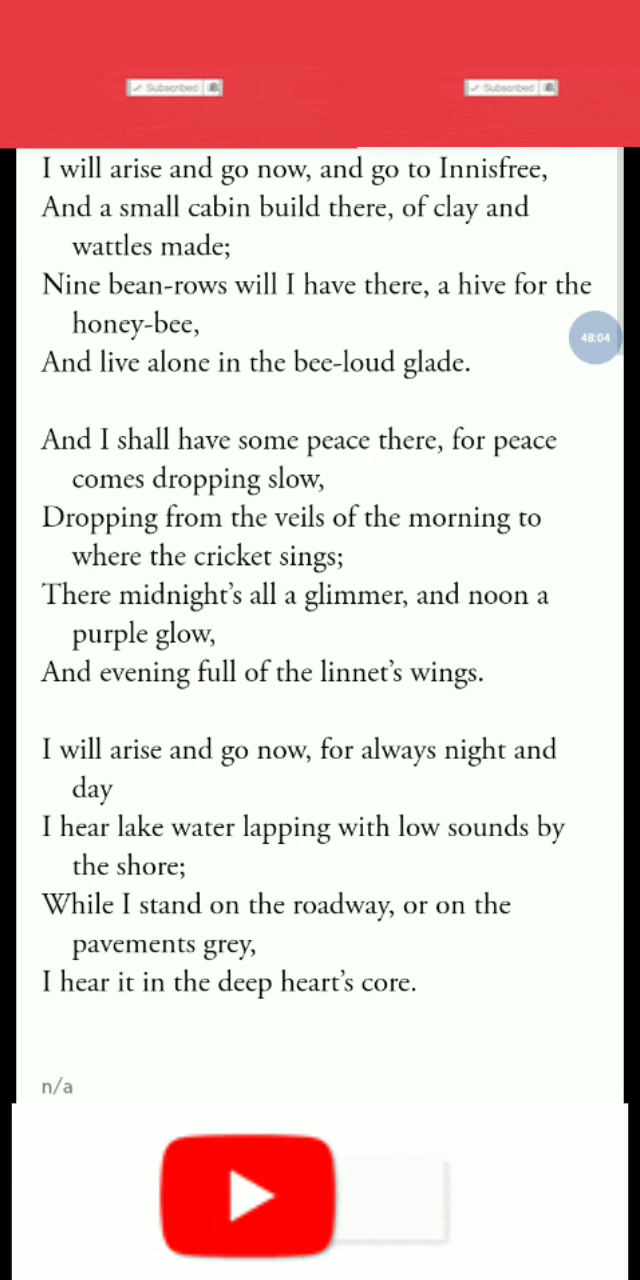 Subscribed Subscribed
I will arise and go now, and go to Innisfree,
And a small cabin build there, of clay and
wattles made;
Nine bean-rows will I have there, a hive for the
honey-bee,
48:04
And live alone in the bee-loud glade.
And I shall have some peace there, for peace
comes dropping slow,
Dropping from the veils of the morning to
where the cricket sings;
There midnight’s all a glimmer, and noon a
purple glow,
And evening full of the linnet’s wings.
I will arise and go now, for always night and
day
I hear lake water lapping with low sounds by
the shore;
While I stand on the roadway, or on the
pavements grey,
I hear it in the deep heart’s core.
n/a